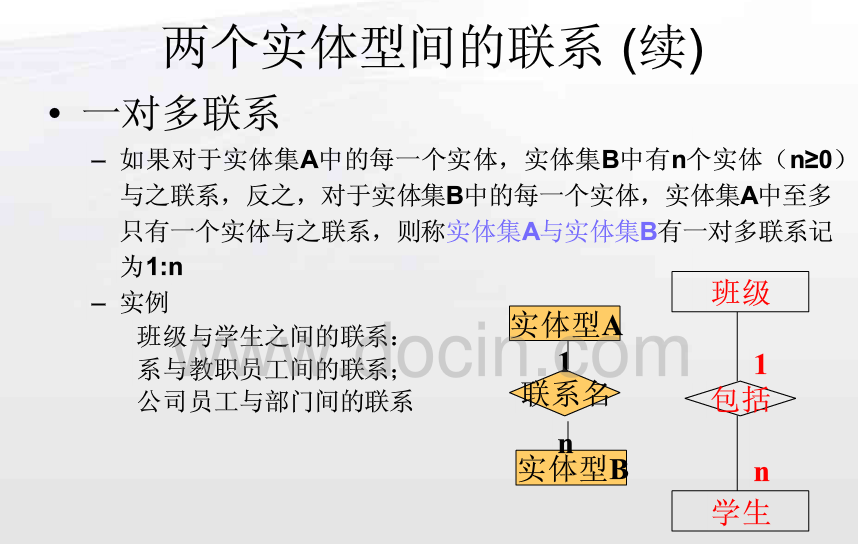 两个实体型间的联系 (续)
• 一对多联系
– 如果对于实体集A中的每一个实体，实体集B中有n个实体（n≥0）
与之联系，反之，对于实体集B中的每一个实体，实体集A中至多
只有一个实体与之联系，则称实体集A与实体集B有一对多联系记
为1:n
– 实例
班级与学生之间的联系：
系与教职员工间的联系；
公司员工与部门间的联系
www.docin.com
实体型A
1
联系名
n
实体型B
班级
1
包括
n
学生